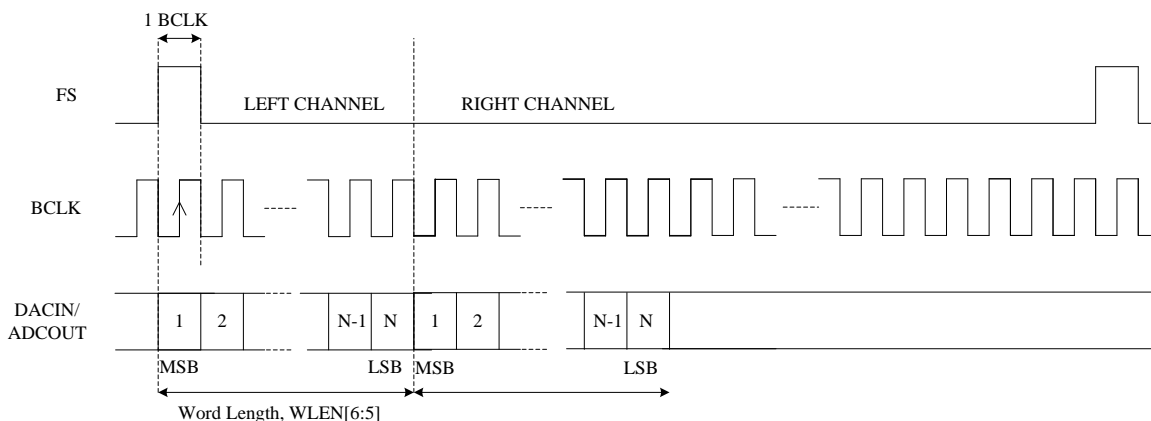 1 BCLK
FS
LEFT CHANNEL
RIGHT CHANNEL
BCLK
DACIN/
ADCOUT
1
2
N-1
N
1
2
N-1
N
MSB
LSB
MSB
LSB
Word Length, WLEN[6:5]